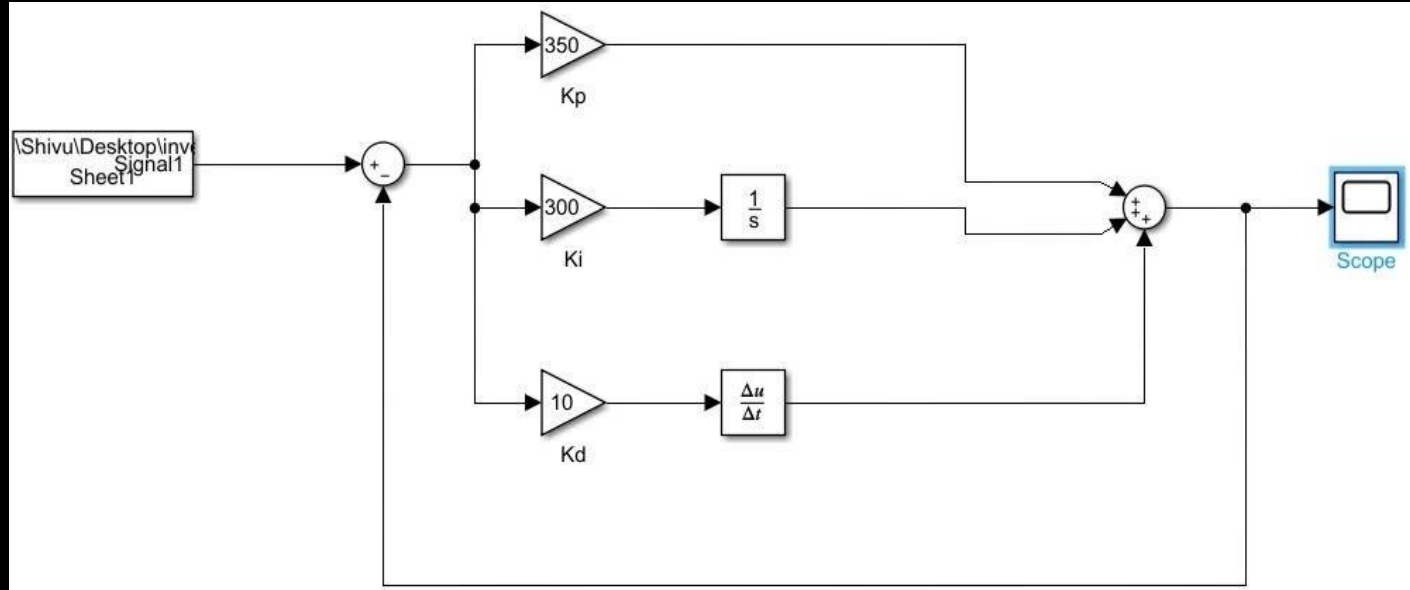 350
Kp
\Shivu\Desktop\inve
Signal1
Sheet1
+
−
300
Ki
1
s
+
+
+
Scope
10
Kd
Δu
Δt